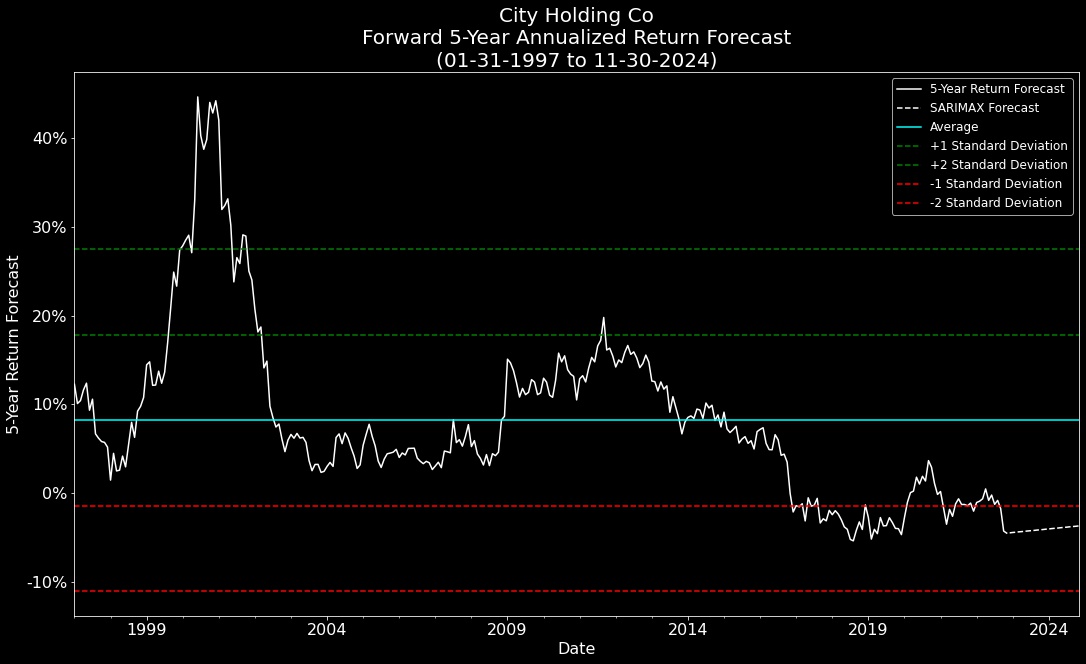 City Holding Co
Forward 5-Year Annualized Return Forecast
(01-31-1997 to 11-30-2024)
5-Year Return Forecast
SARIMAX Forecast
Average
+1 Standard Deviation
+2 Standard Deviation
-1 Standard Deviation
-2 Standard Deviation
5-Year Return Forecast
40%
30%
20%
10%
0%
-10%
1999
2004
2009
2014
2019
2024
Date